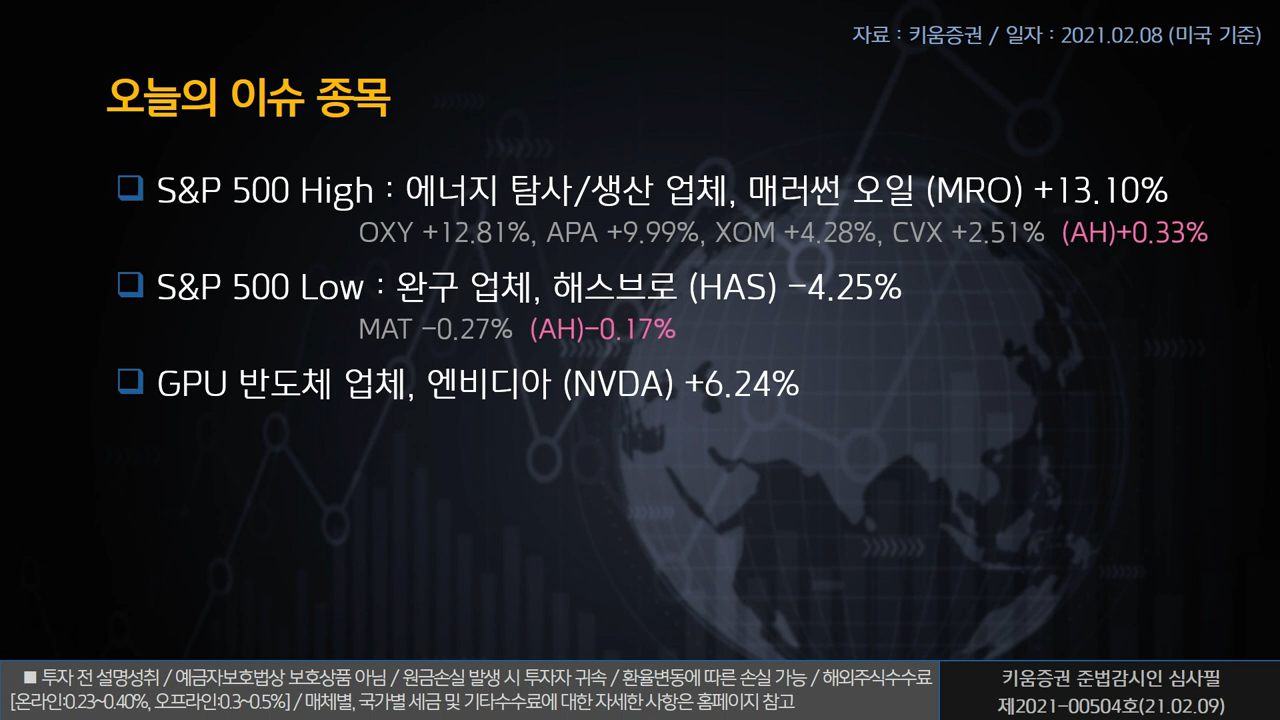 자료 : 키움증권 / 일자 : 2021.02.08 (미국 기준)
오늘의 이슈 종목
❑ S&P 500 High : 에너지 탐사/생산 업체, 매러썬 오일 (MRO) +13.10%
OXY +12.81%, APA +9.99%, XOM +4.28%, CVX +2.51% (AH)+0.33%
❑ S&P 500 Low : 완구 업체, 해스브로 (HAS) -4.25%
MAT -0.27% (AH)-0.17%
❑ GPU 반도체 업체, 엔비디아 (NVDA) +6.24%
■ 투자 전 설명성취 / 예금자보호법상 보호상품 아님 / 원금손실 발생 시 투자자 귀속 / 환율변동에 따른 손실 가능 / 해외주식수수료
[온라인:0.23~0.40%, 오프라인:0.3~0.5%] / 매체별, 국가별 세금 및 기타수수료에 대한 자세한 사항은 홈페이지 참고
키움증권 준법감시인 심사필
제2021-00504호(21.02.09)